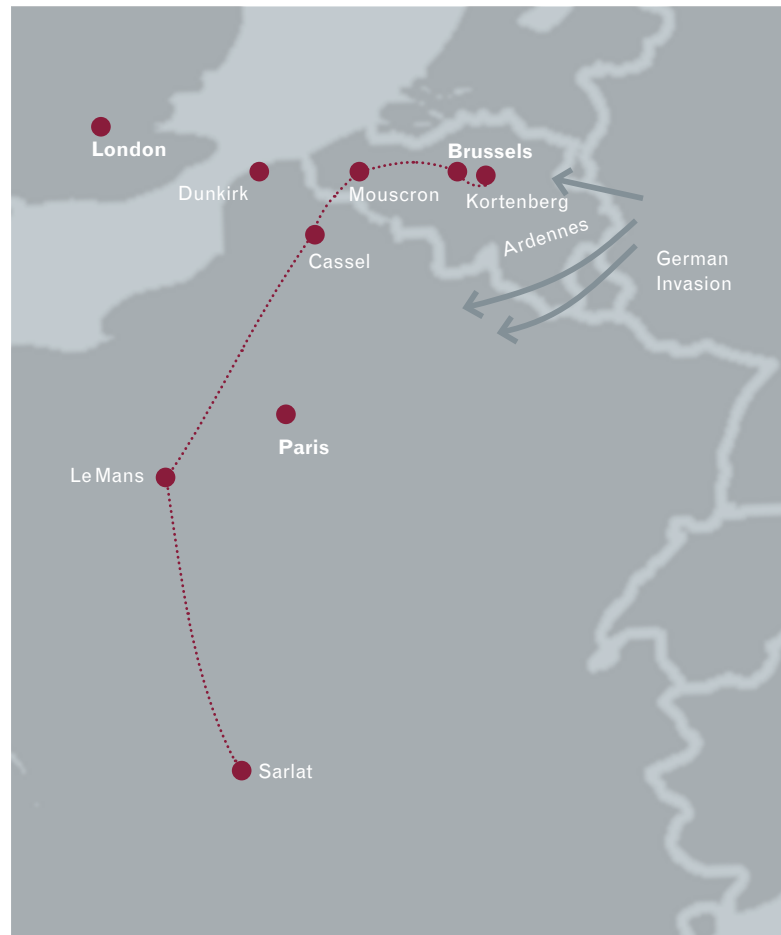 London
Brussels
Dunkirk
Mouscron
Kortenberg
Ardennes
Cassel
German
Invasion
Paris
Le Mans
Sarlat